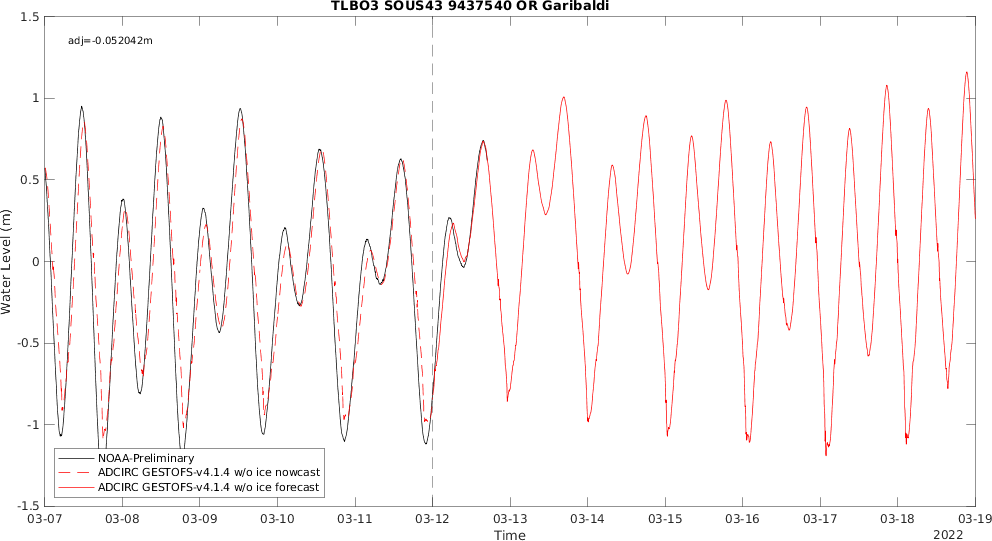 TLBO3 SOUS43 9437540 OR Garibaldi
adj=-0.052042m
1.5
1
0.5
0
-0.5
-1
-1.5
Water Level (m)
NOAA-Preliminary
ADCIRC GESTOFS-v4.1.4 w/o ice nowcast
ADCIRC GESTOFS-v4.1.4 w/o ice forecast
03-07 03-08 03-09 03-10 03-11 03-12 03-13 03-14 03-15 03-16 03-17 03-18 03-19
Time
2022